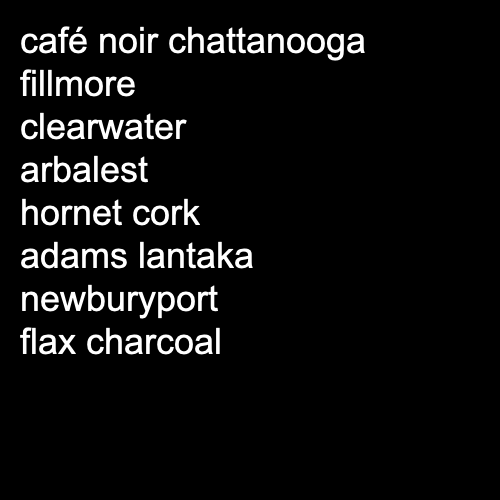 café noir chattanooga
fillmore
clearwater
arbalest
hornet cork
adams lantaka
newburyport
flax charcoal